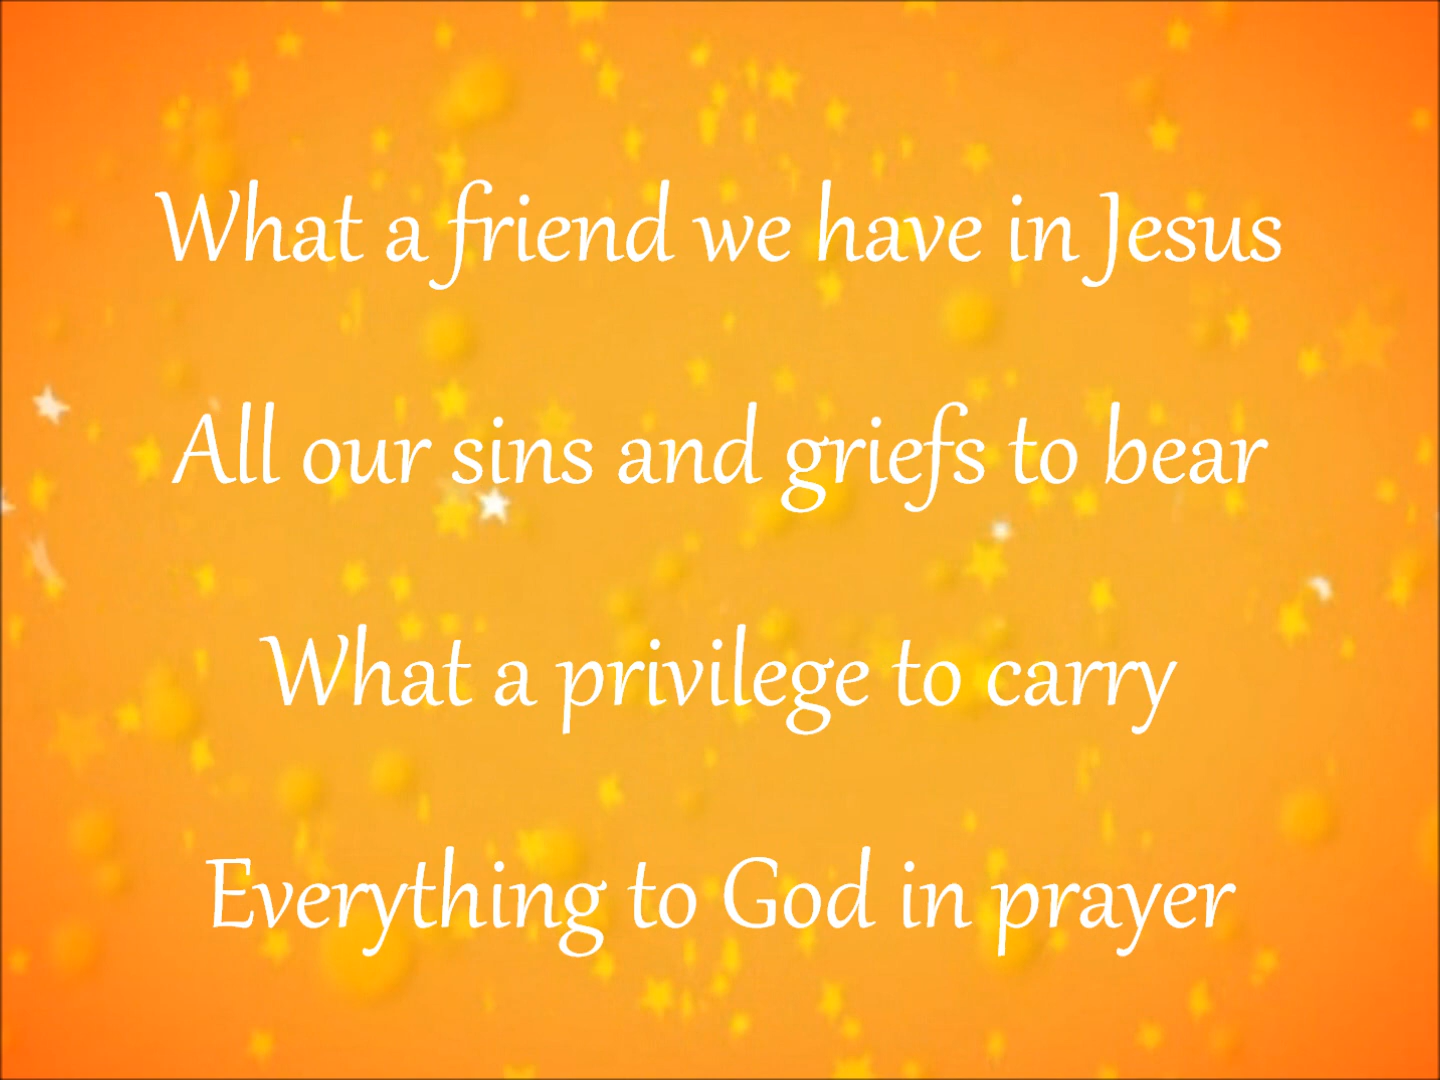 What a friend we have in Jesus
All our sins and griefs to bear
What a privilege to carry
Everything to God in prayer